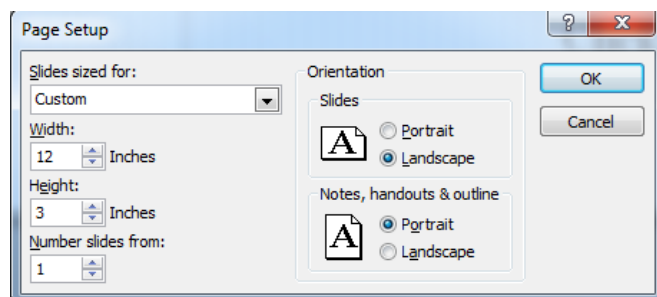 Page Setup
Slides sized for:
Custom
Width:
12 Inches
Height:
3 Inches
Number slides from:
1
Orientation
Slides
A
Portrait
Landscape
Notes, handouts & outline
A
Portrait
Landscape
?
X
OK
Cancel